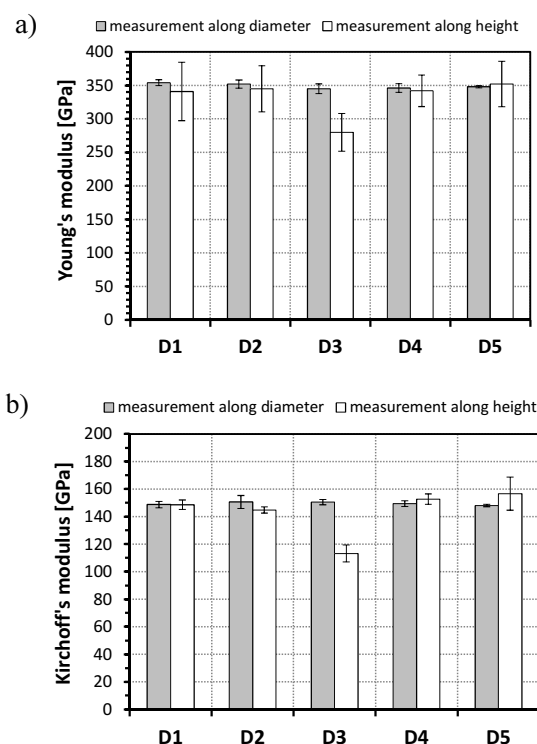 a)
measurement along diameter measurement along height
Young's modulus [GPa]
400
350
300
250
200
150
100
50
0
D1 D2 D3 D4 D5
b)
measurement along diameter measurement along height
Kirchoff's modulus [GPa]
200
180
160
140
120
100
80
60
40
20
0
D1 D2 D3 D4 D5